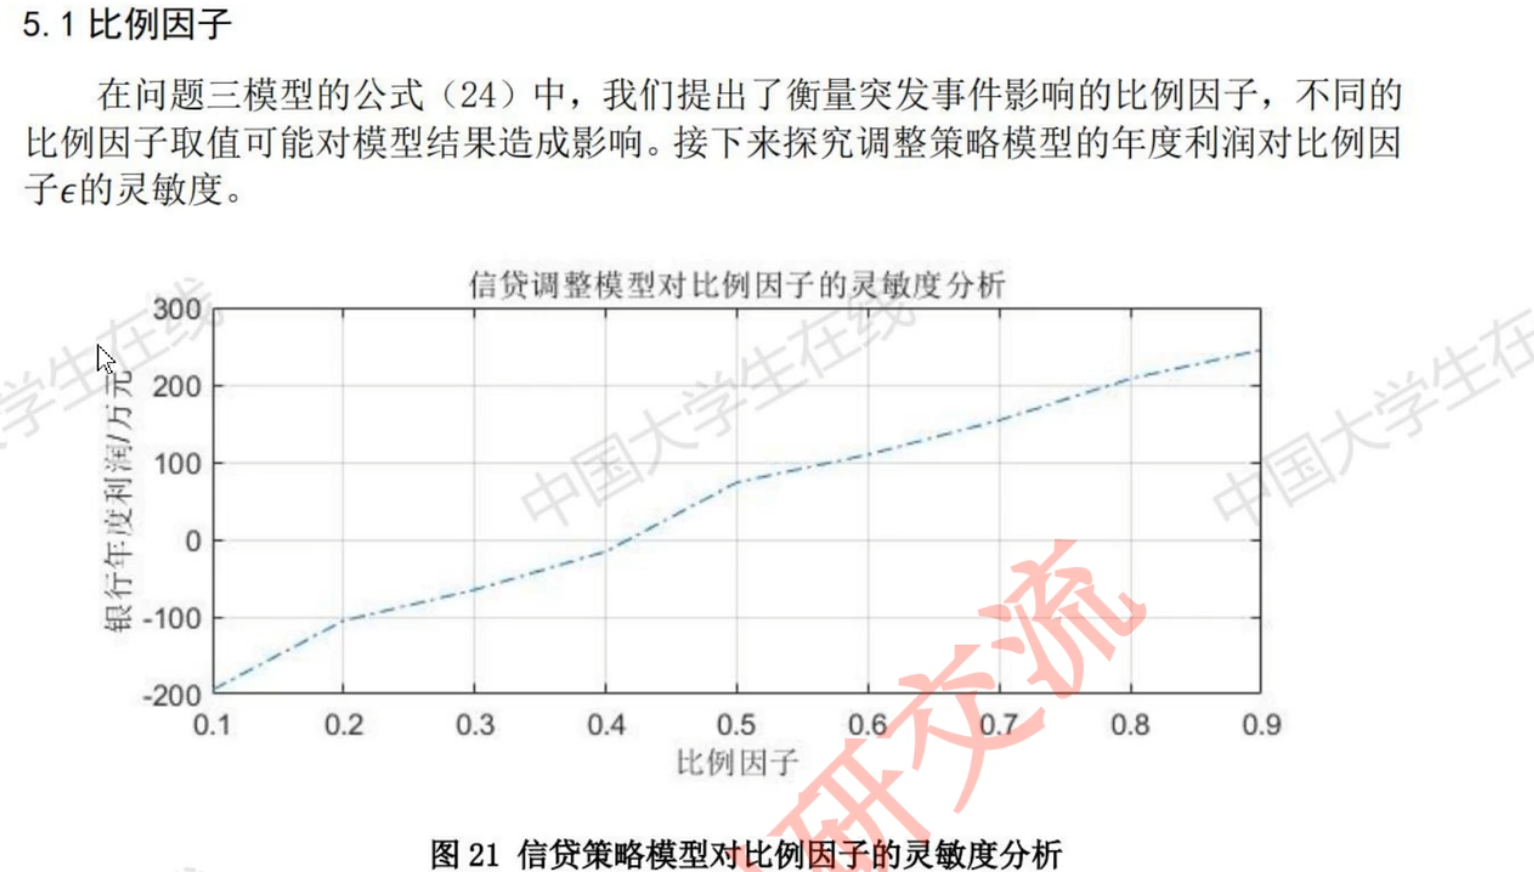 5.1 比例因子
在问题三模型的公式（24）中，我们提出了衡量突发事件影响的比例因子，不同的
比例因子取值可能对模型结果造成影响。接下来探究调整策略模型的年度利润对比例因
子ϵ的灵敏度。
信贷调整模型对比例因子的灵敏度分析
300
200
100
0
-100
-200
银行年度利润/万元
0.1 0.2 0.3 0.4 0.5 0.6 0.7 0.8 0.9
比例因子
图 21 信贷策略模型对比例因子的灵敏度分析
学生在线
中国大学生在线
中国大学生在
研交流